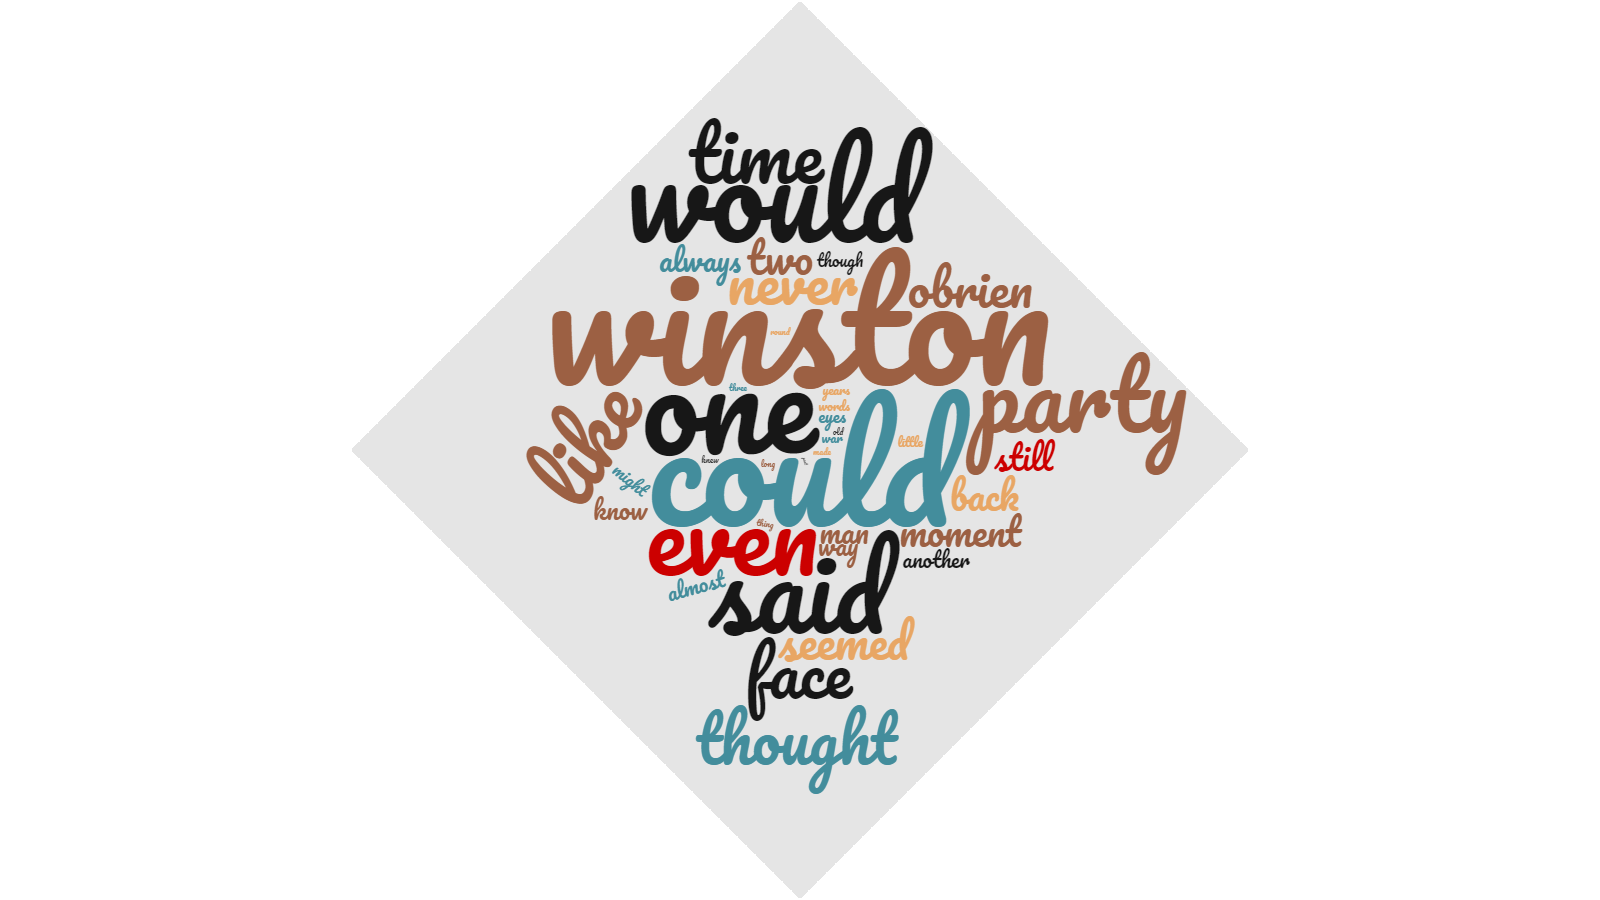 time
would
always two though
never obrien
winston
round
three years
party
like one words
eyes
old
war
little
made
still
knew long
could
might
back
know
thing
even man moment
way
another
almost
said
seemed
face
thought